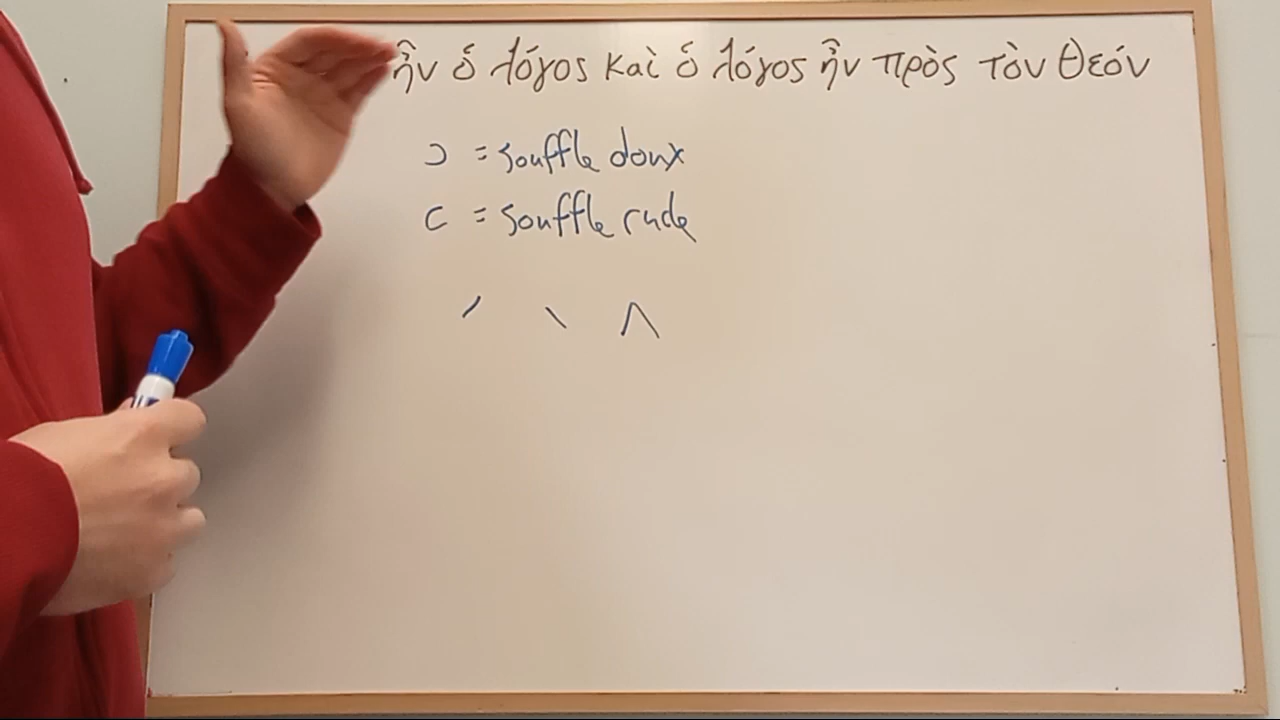 ἦν ὁ λόγος καὶ ὁ λόγος ἦν πρὸς τὸν Θεόν
ɔ = souffle doux
c = souffle rude
ˊ ˋ ʌ